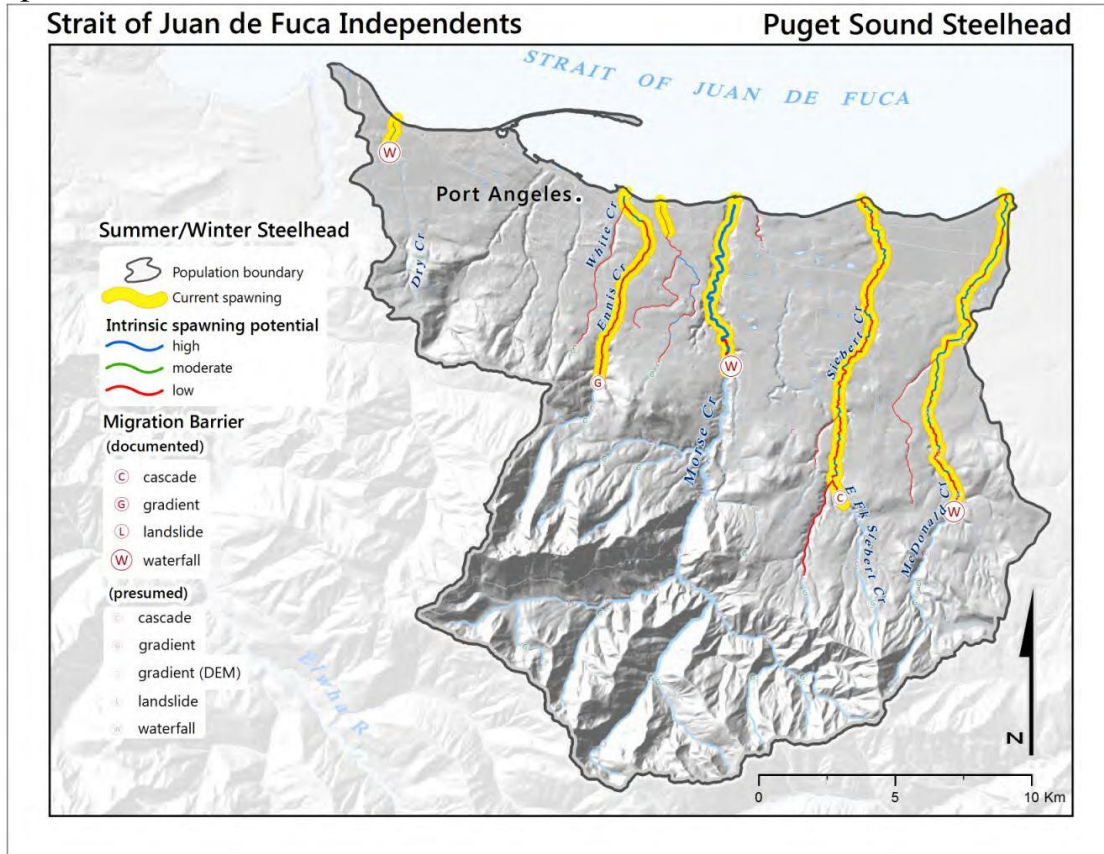 Strait of Juan de Fuca Independents
Puget Sound Steelhead
STRAIT OF JUAN DE FUCA
Port Angeles
Dry Cr
White Cr
Ennis Cr
Morse Cr
Siebert Cr
E Fk Siebert Cr
McDonald Cr
Elwha R
Summer/Winter Steelhead
Population boundary
Current spawning
Intrinsic spawning potential
high
moderate
low
Migration Barrier
(documented)
C cascade
G gradient
L landslide
W waterfall
(presumed)
cascade
gradient
gradient (DEM)
landslide
waterfall
W
G
W
C
W
N
0 5 10 Km